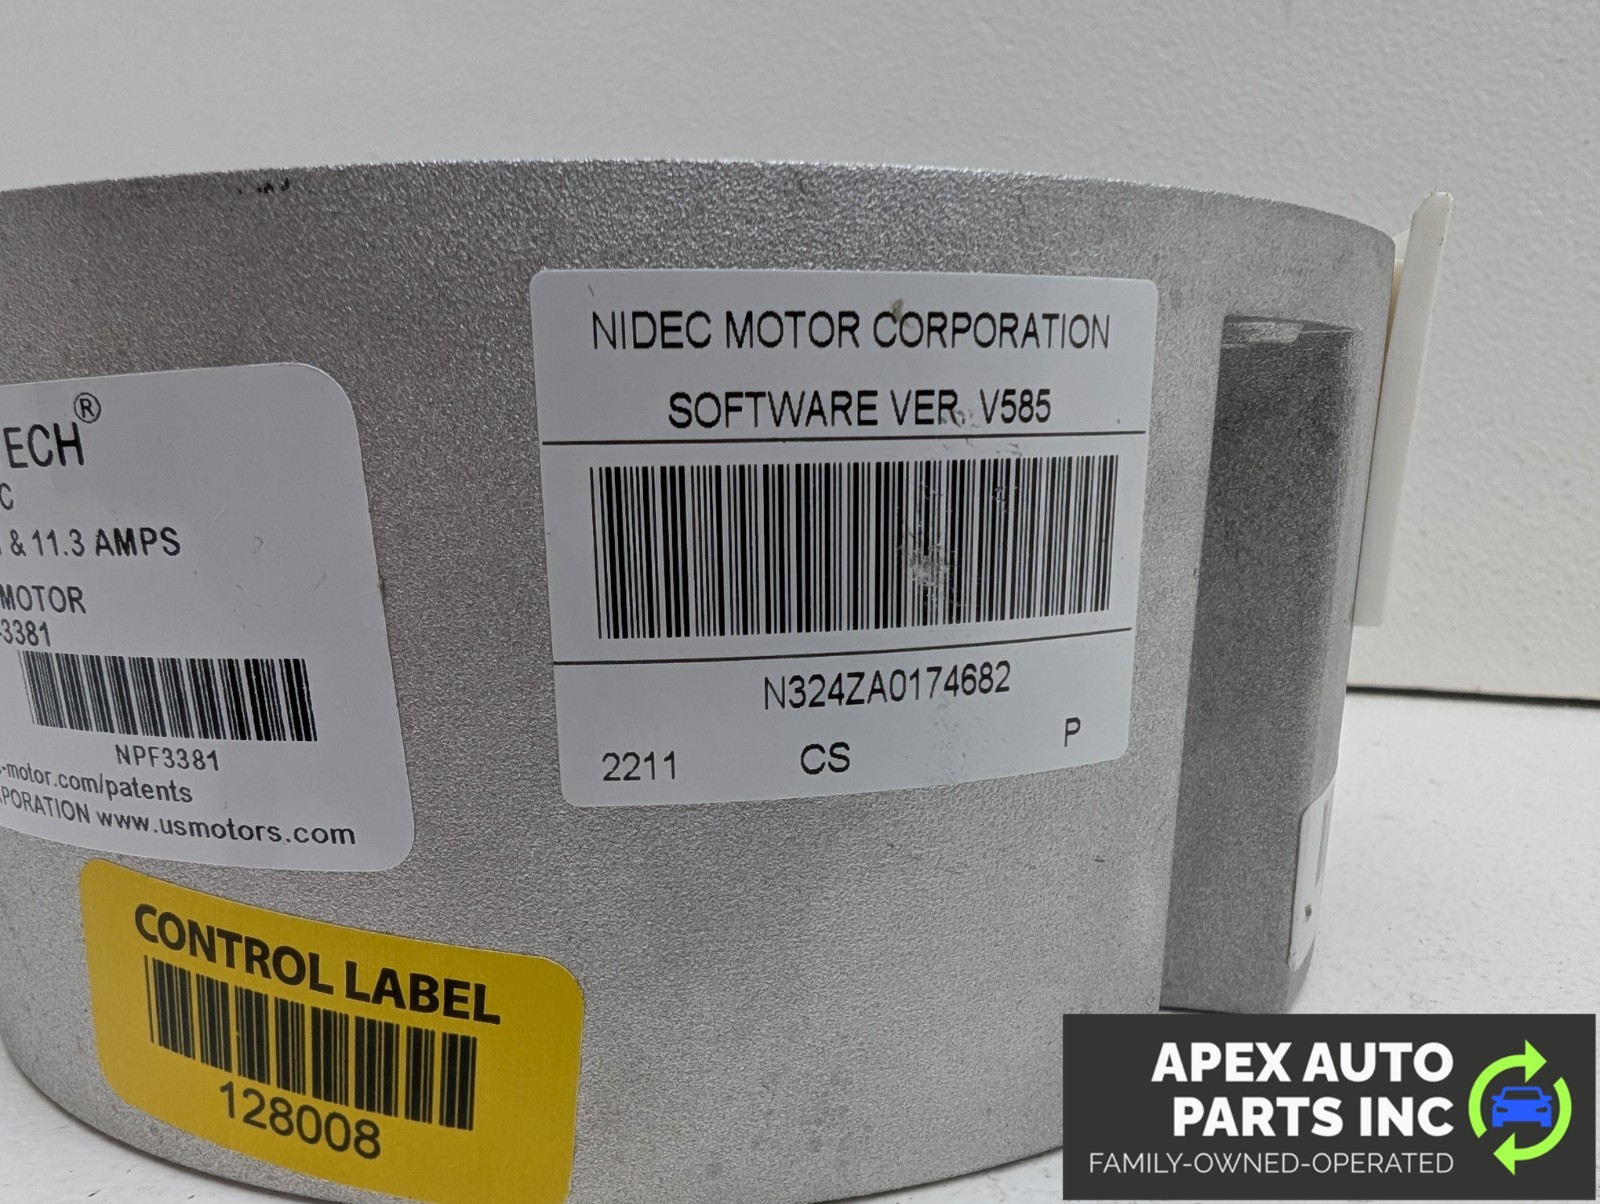 ECH®
C
& 11.3 AMPS
MOTOR
-3381
NPF3381
-motor.com/patents
PORATION www.usmotors.com
NIDEC MOTOR CORPORATION
SOFTWARE VER. V585
N324ZA0174682
2211 CS P
CONTROL LABEL
128008
APEX AUTO
PARTS INC
FAMILY-OWNED-OPERATED